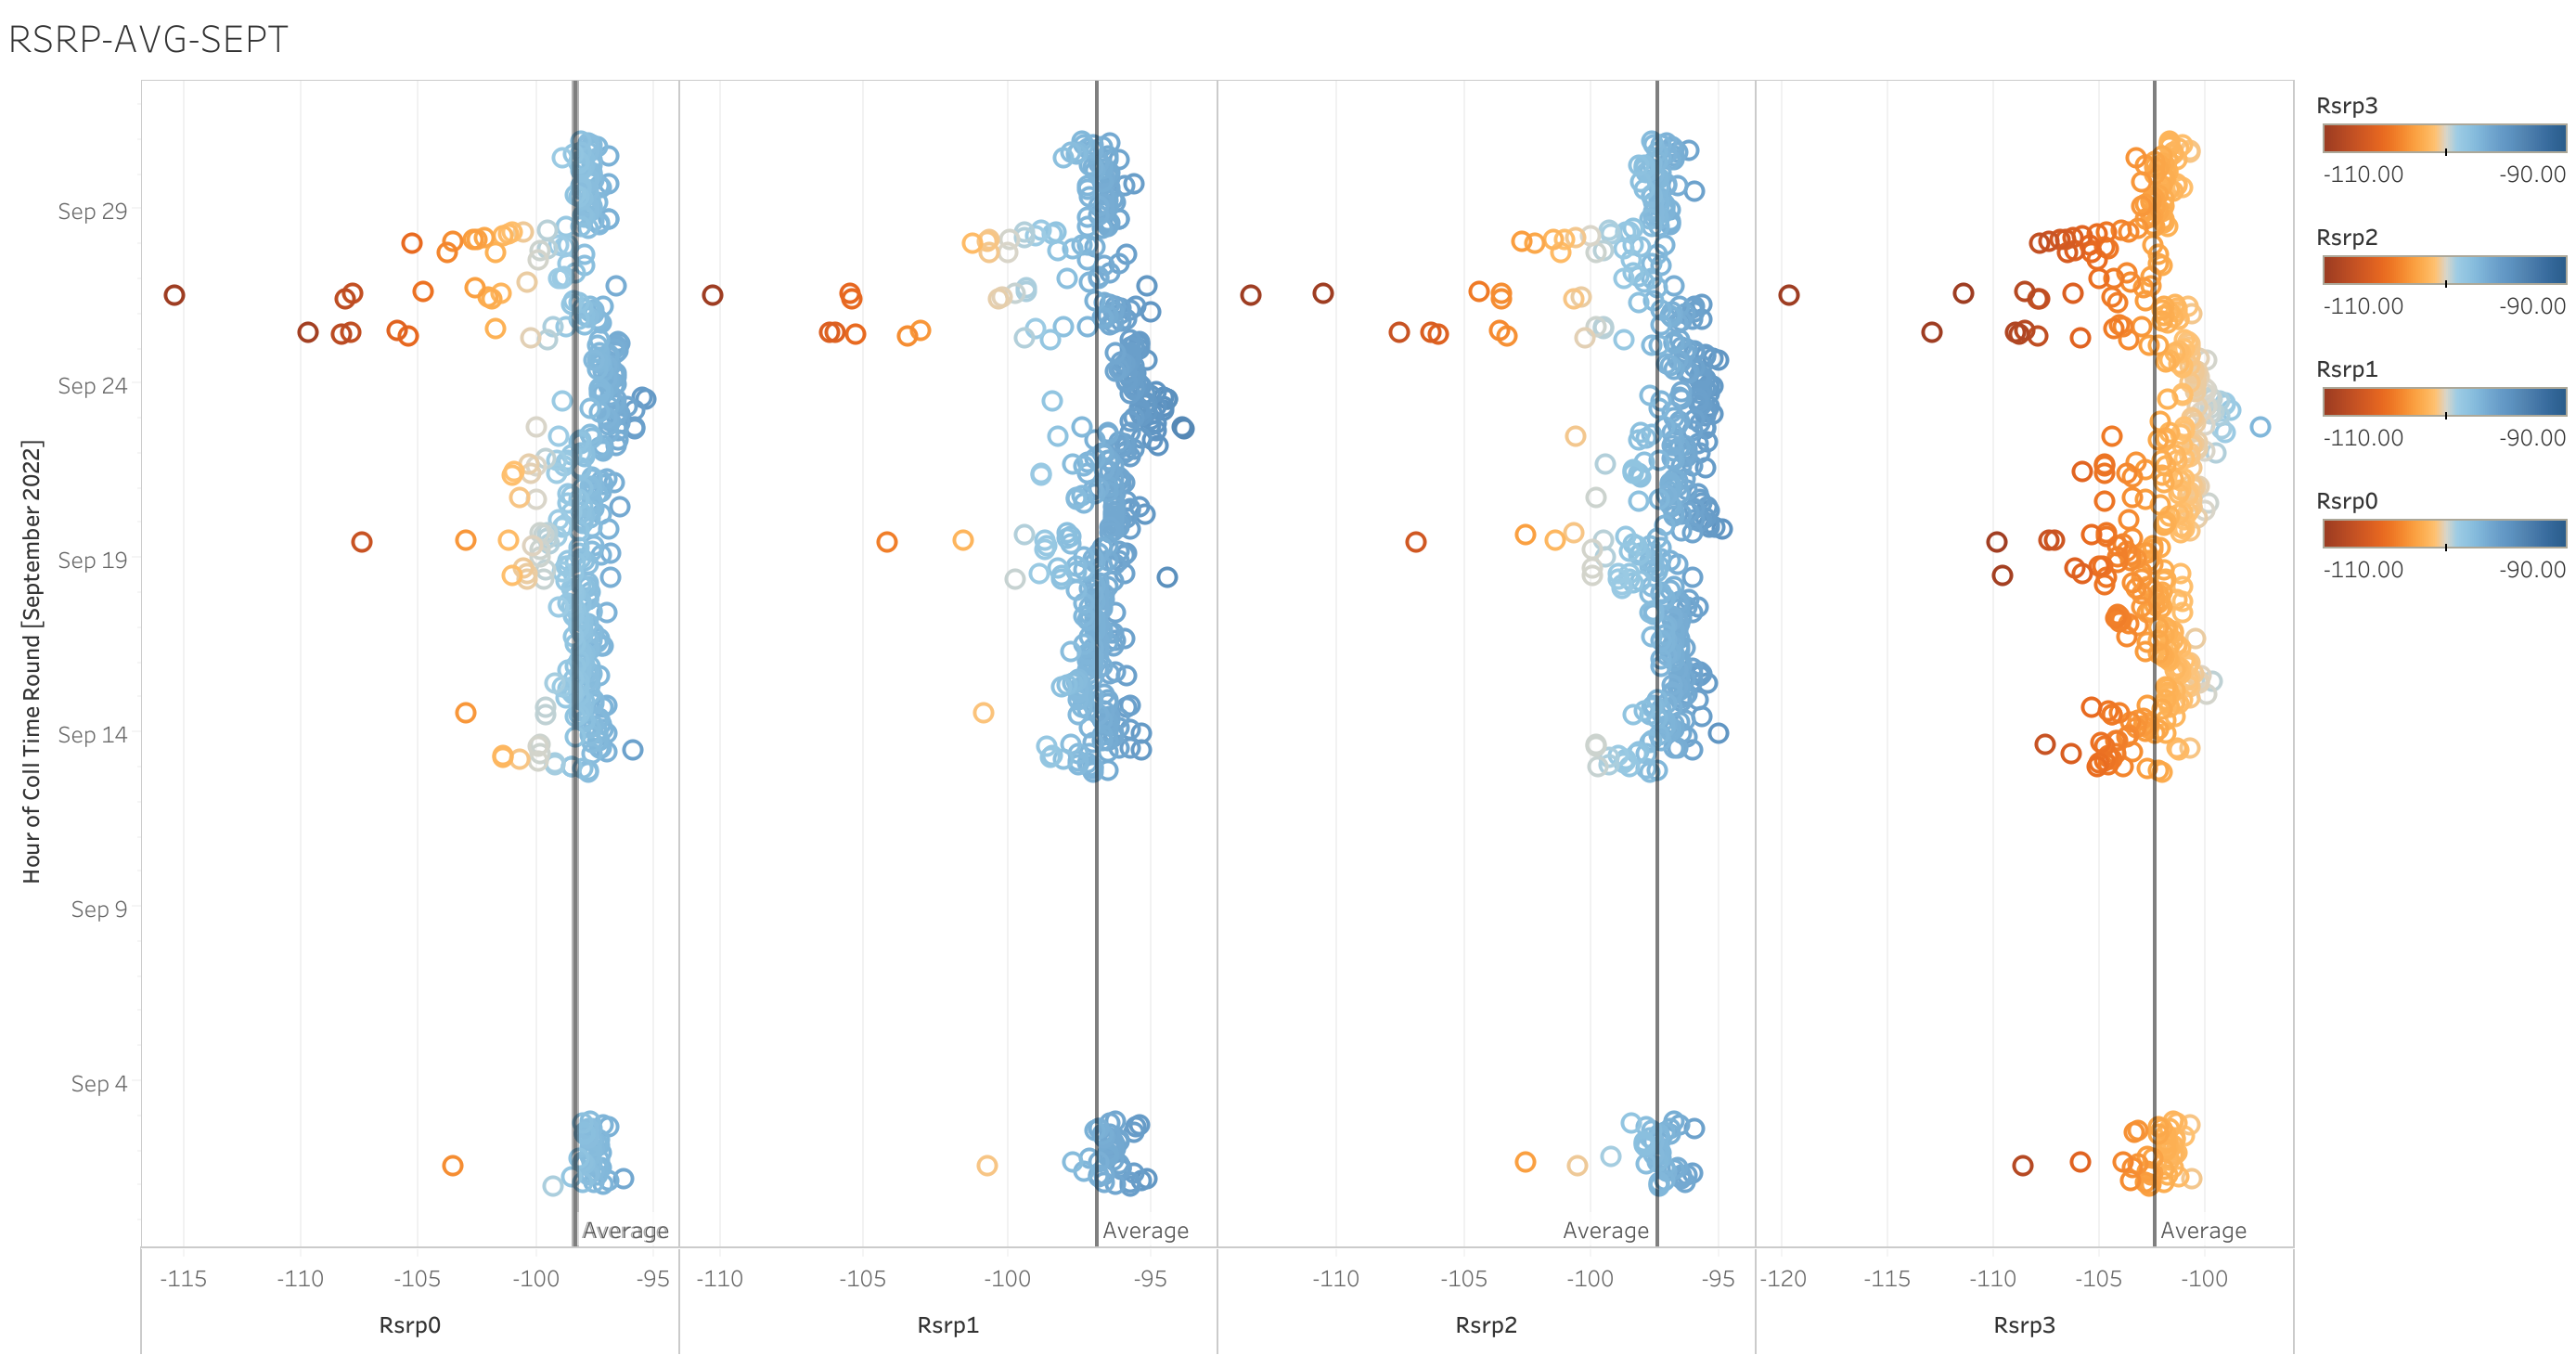 RSRP-AVG-SEPT
Rsrp3
-110.00 -90.00
Rsrp2
-110.00 -90.00
Rsrp1
-110.00 -90.00
Rsrp0
-110.00 -90.00
Hour of Coll Time Round [September 2022]
Sep 29
Sep 24
Sep 19
Sep 14
Sep 9
Sep 4
Average Average Average Average
-115 -110 -105 -100 -95 -110 -105 -100 -95 -110 -105 -100 -95 -120 -115 -110 -105 -100
Rsrp0 Rsrp1 Rsrp2 Rsrp3